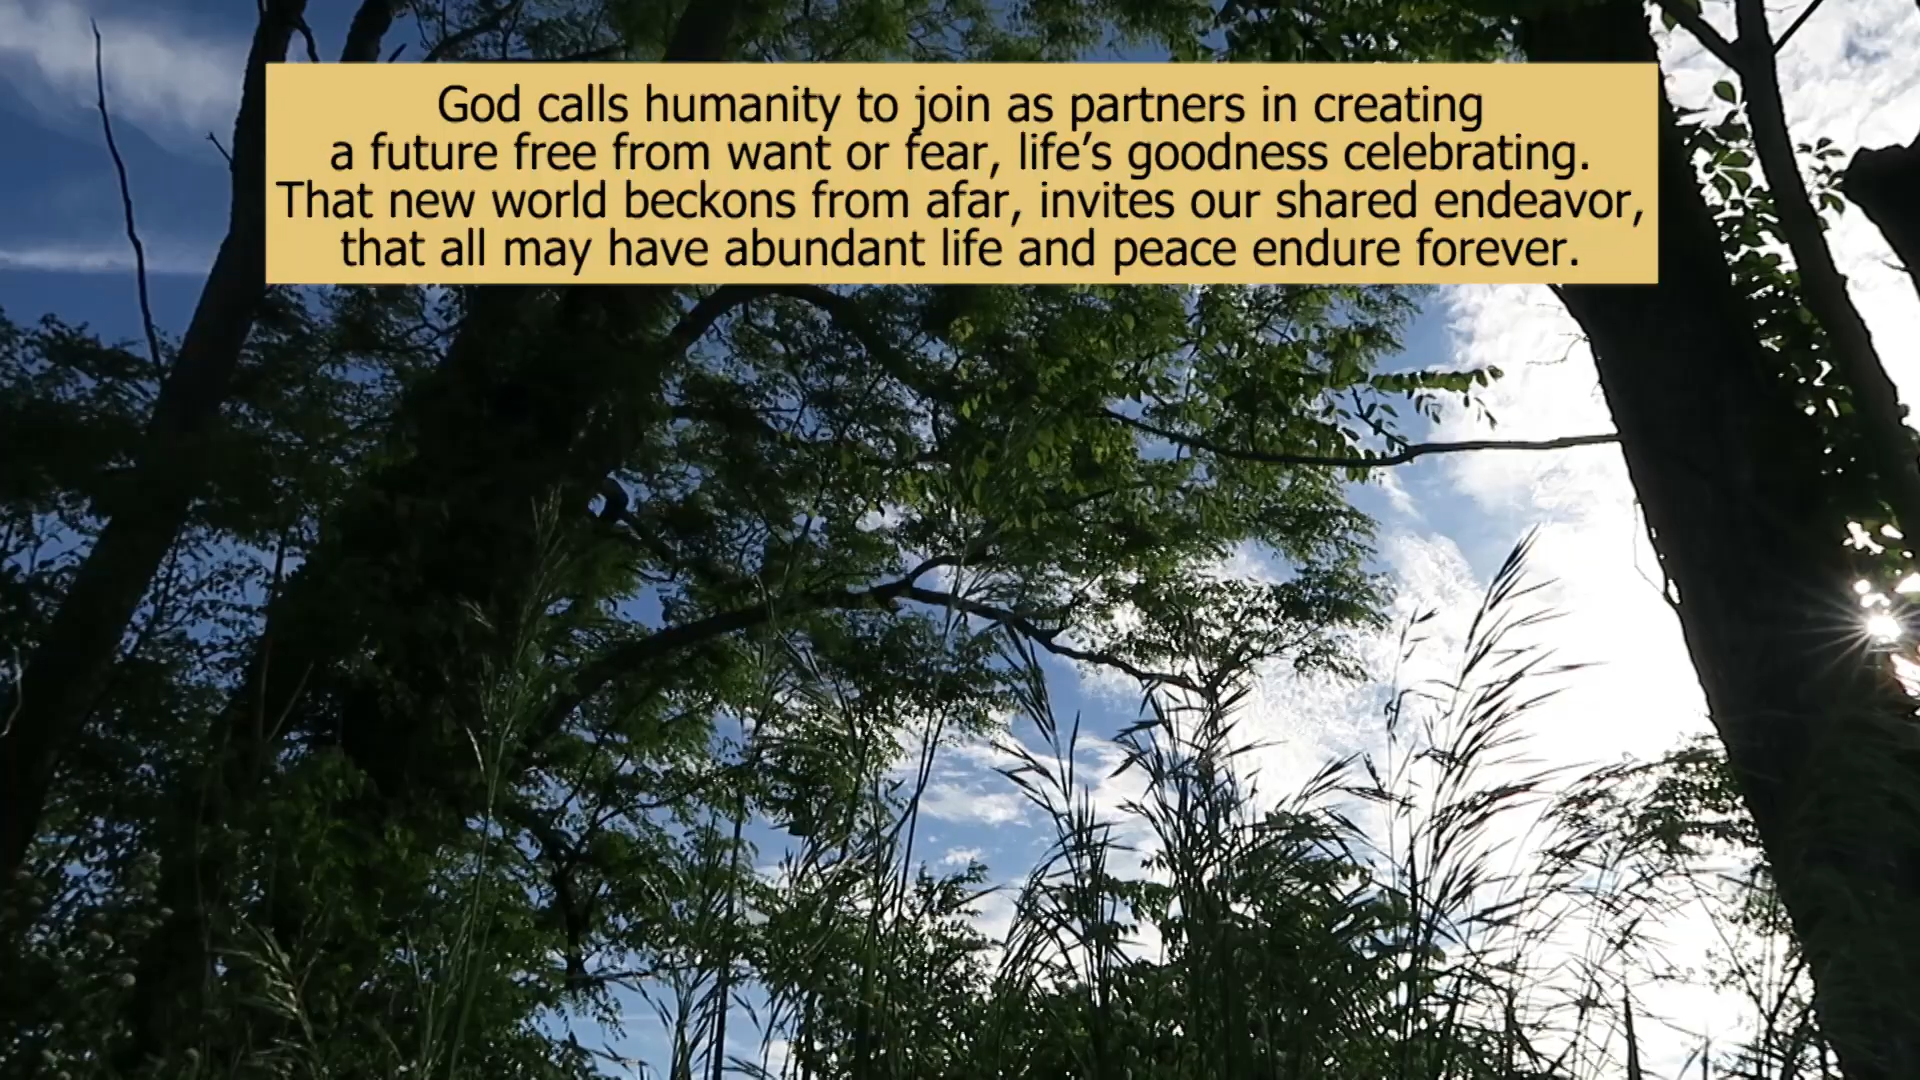 God calls humanity to join as partners in creating
a future free from want or fear, life’s goodness celebrating.
That new world beckons from afar, invites our shared endeavor,
that all may have abundant life and peace endure forever.